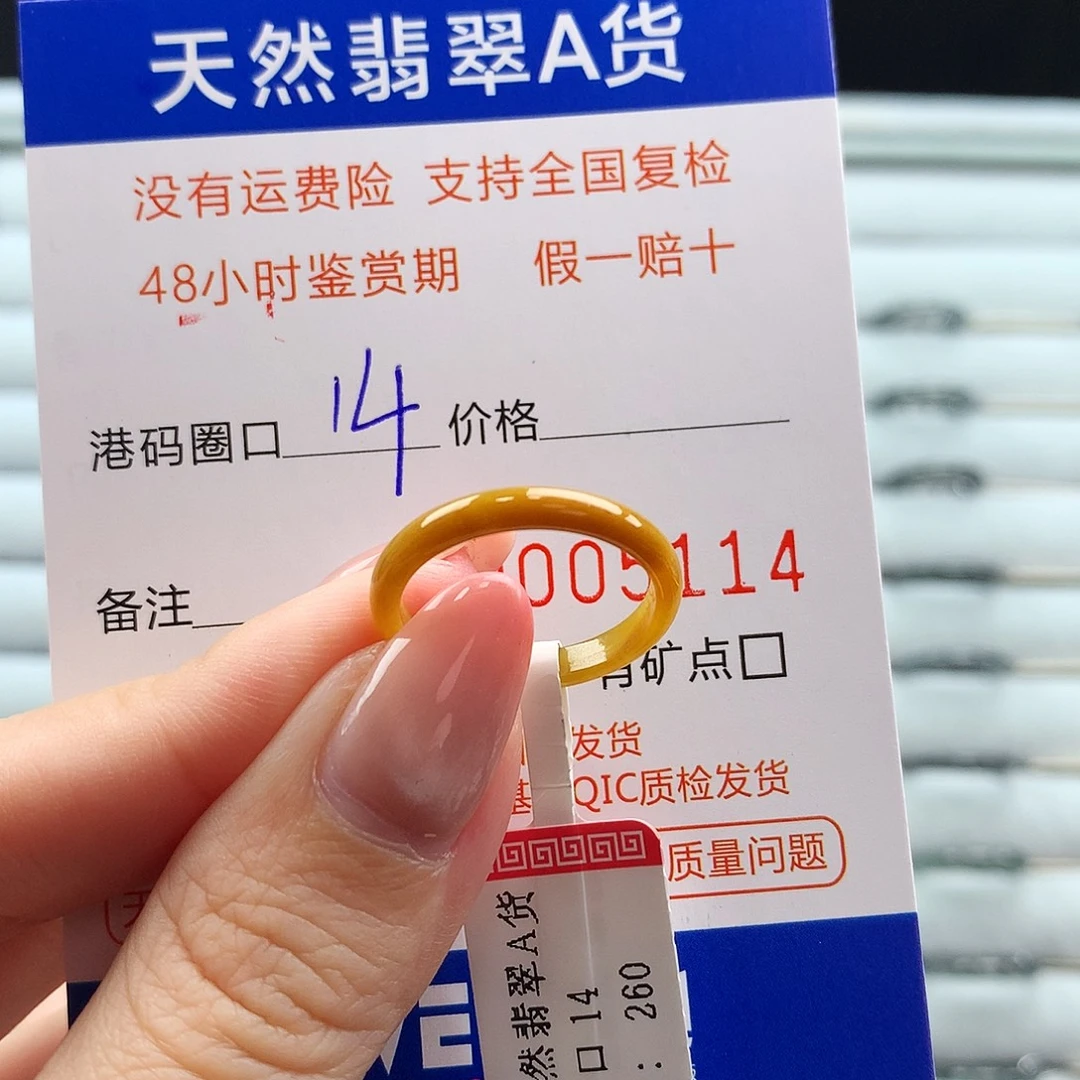 天然翡翠A货
没有运费险 支持全国复检
48小时鉴赏期 假一赔十
港码圈口 14 价格
备注
005114
有矿点□
发货
QIC质检发货
质量问题
然翡翠A货
口 14
: 260